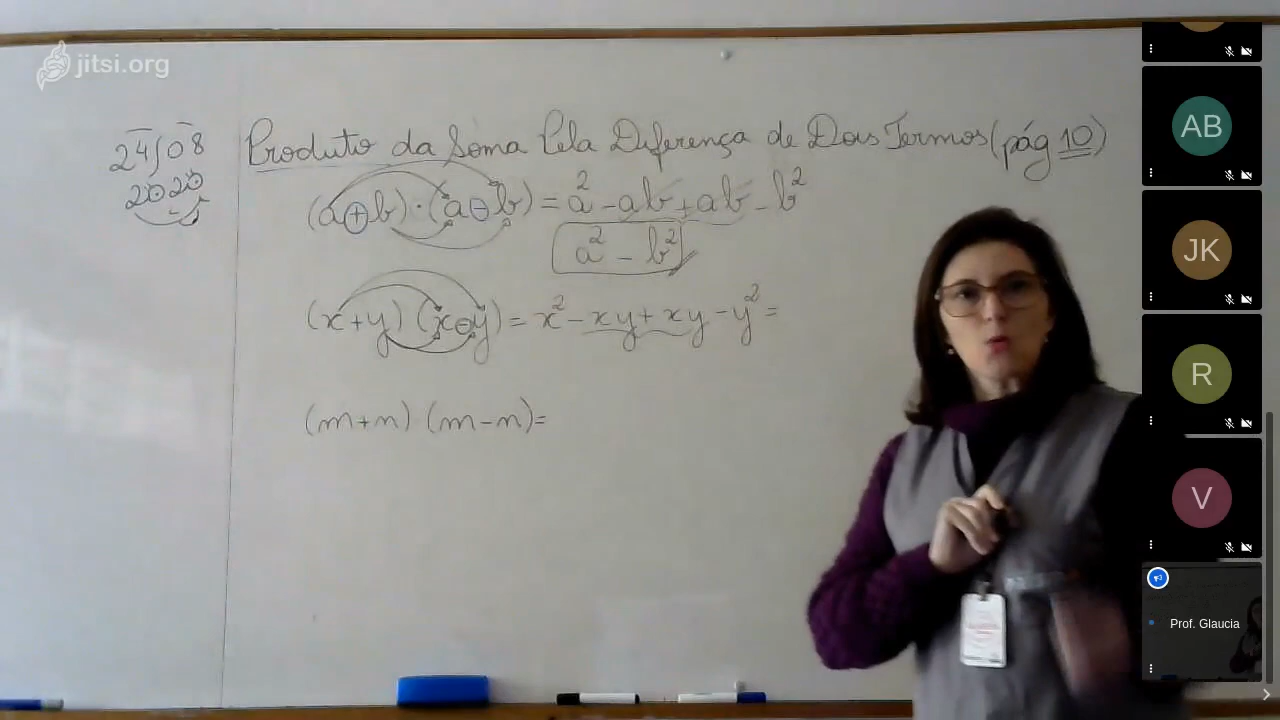 jitsi.org
24/08
2020
Produto da Soma Pela Diferença de Dois Termos (pág 10)
(a+b)·(a-b) = a² - ab + ab - b²
a² - b²
(x+y) (x-y) = x² - xy + xy - y² =
(m+n) (m-n) =
AB
JK
R
V
Prof. Glaucia